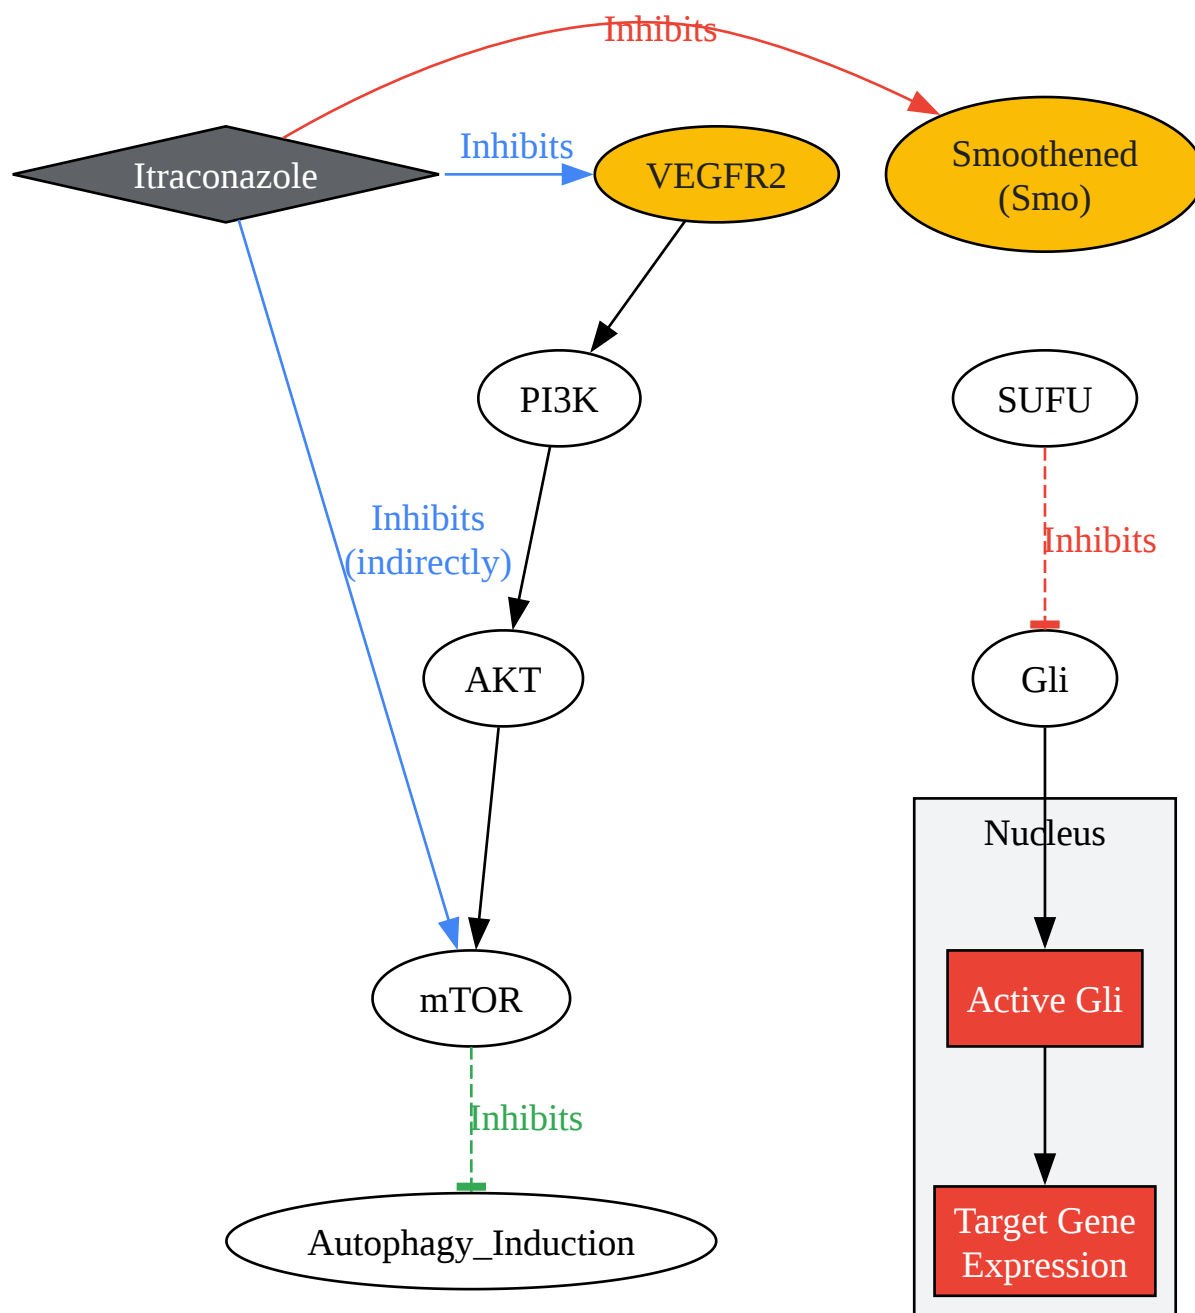 Inhibits
Itraconazole
Inhibits
VEGFR2
Smoothened
(Smo)
PI3K
SUFU
Inhibits
(indirectly)
Inhibits
AKT
Gli
Nucleus
mTOR
Active Gli
Inhibits
Autophagy_Induction
Target Gene
Expression